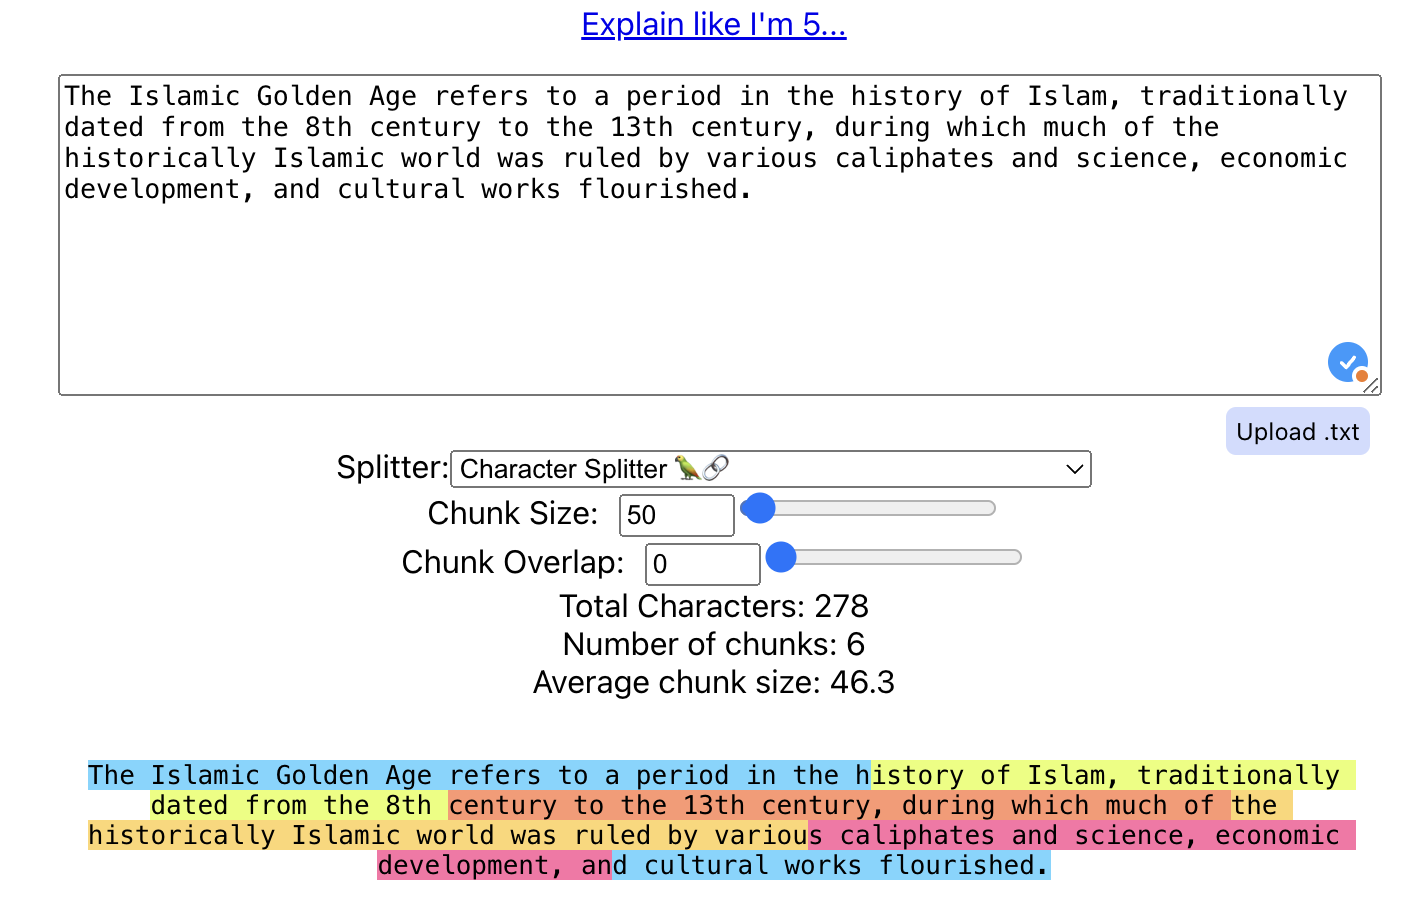 Explain like I'm 5...
The Islamic Golden Age refers to a period in the history of Islam, traditionally
dated from the 8th century to the 13th century, during which much of the
historically Islamic world was ruled by various caliphates and science, economic
development, and cultural works flourished.
Upload .txt
Splitter: Character Splitter 🦜🔗
Chunk Size: 50
Chunk Overlap: 0
Total Characters: 278
Number of chunks: 6
Average chunk size: 46.3
The Islamic Golden Age refers to a period in the history of Islam, traditionally
dated from the 8th century to the 13th century, during which much of the
historically Islamic world was ruled by various caliphates and science, economic
development, and cultural works flourished.